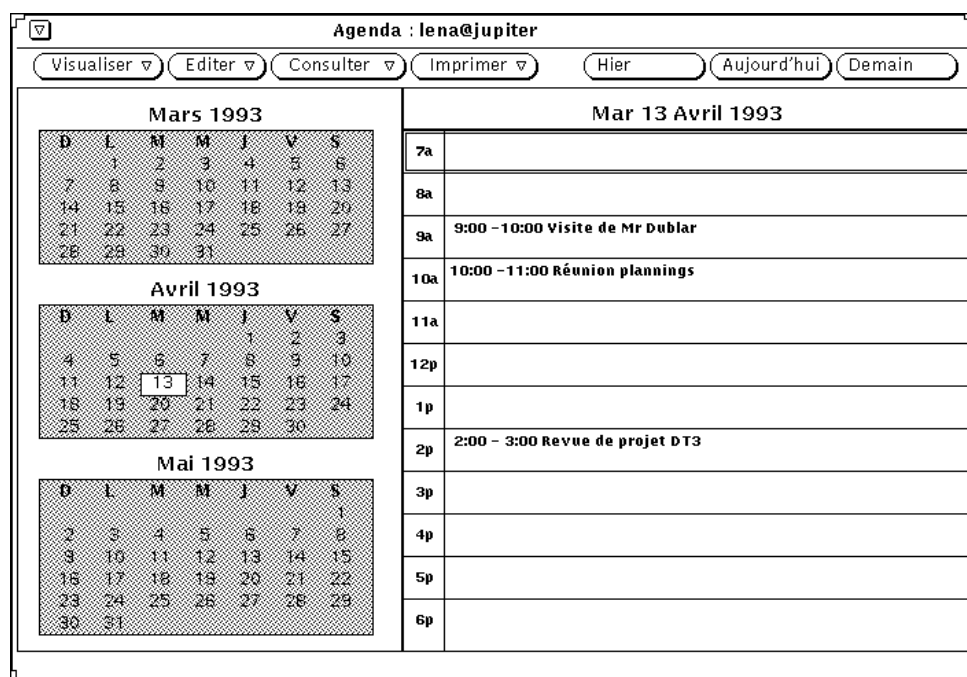 Agenda : lena@jupiter
Visualiser Editer Consulter Imprimer Hier Aujourd'hui Demain
Mars 1993
D L M M J V S
1 2 3 4 5 6
7 8 9 10 11 12 13
14 15 16 17 18 19 20
21 22 23 24 25 26 27
28 29 30 31
Avril 1993
D L M M J V S
1 2 3
4 5 6 7 8 9 10
11 12 13 14 15 16 17
18 19 20 21 22 23 24
25 26 27 28 29 30
Mai 1993
D L M M J V S
1
2 3 4 5 6 7 8
9 10 11 12 13 14 15
16 17 18 19 20 21 22
23 24 25 26 27 28 29
30 31
Mar 13 Avril 1993
7a
8a
9a 9:00 -10:00 Visite de Mr Dublar
10a 10:00 -11:00 Réunion plannings
11a
12p
1p
2p 2:00 - 3:00 Revue de projet DT3
3p
4p
5p
6p